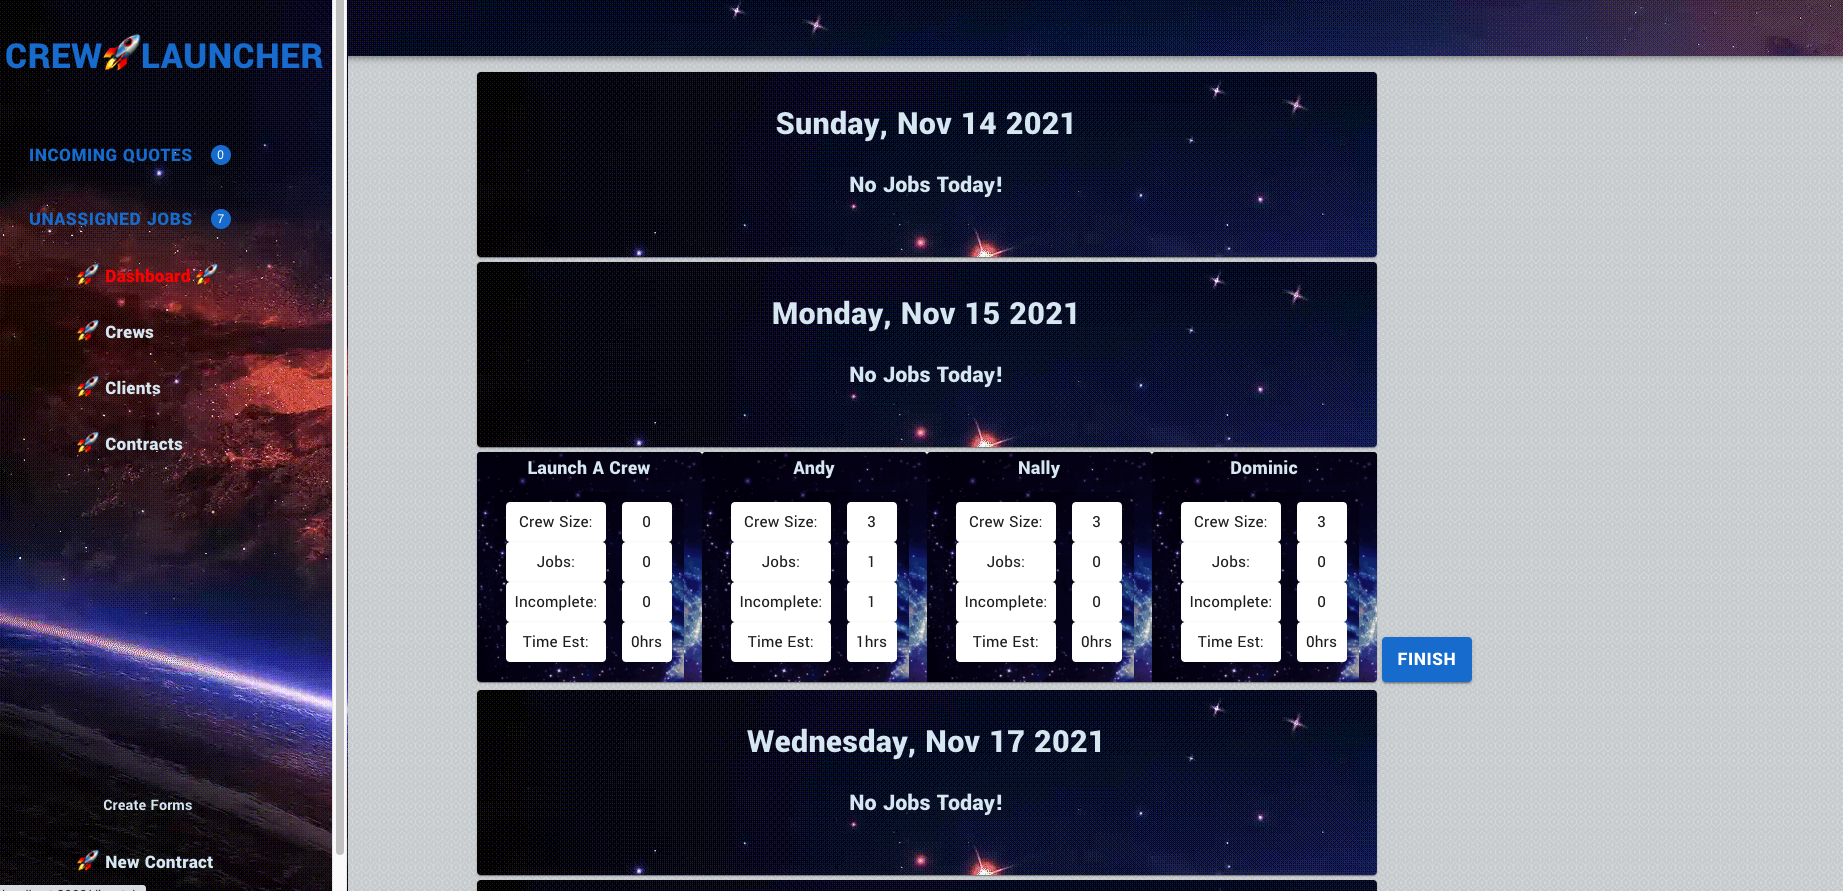 CREW🚀LAUNCHER
INCOMING QUOTES 0
UNASSIGNED JOBS 7
🚀 Dashboard 🚀
🚀 Crews
🚀 Clients
🚀 Contracts
Create Forms
🚀 New Contract
Sunday, Nov 14 2021
No Jobs Today!
Monday, Nov 15 2021
No Jobs Today!
Launch A Crew
Crew Size: 0
Jobs: 0
Incomplete: 0
Time Est: 0hrs
Andy
Crew Size: 3
Jobs: 1
Incomplete: 1
Time Est: 1hrs
Nally
Crew Size: 3
Jobs: 0
Incomplete: 0
Time Est: 0hrs
Dominic
Crew Size: 3
Jobs: 0
Incomplete: 0
Time Est: 0hrs
FINISH
Wednesday, Nov 17 2021
No Jobs Today!